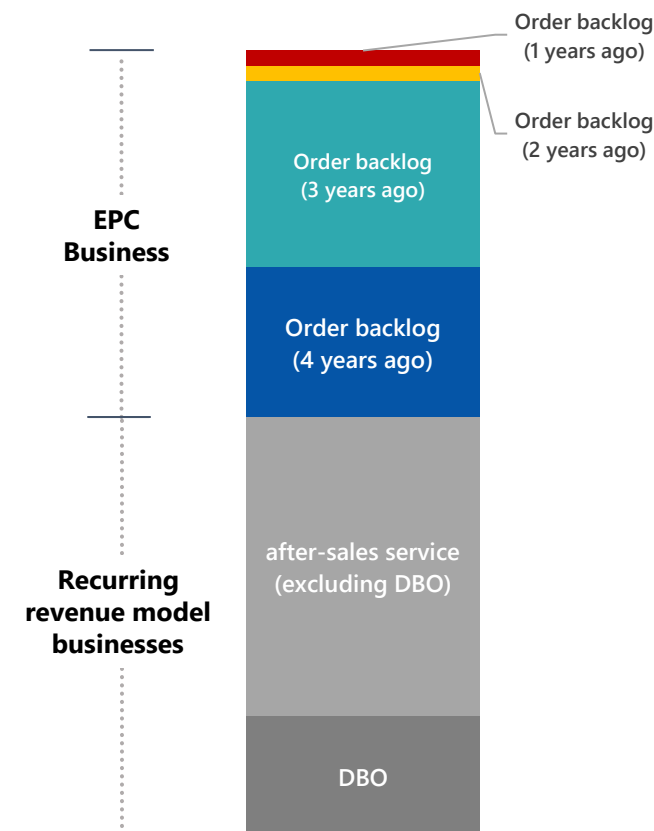 Order backlog
(1 years ago)
Order backlog
(2 years ago)
Order backlog
(3 years ago)
EPC
Business
Order backlog
(4 years ago)
after-sales service
(excluding DBO)
Recurring
revenue model
businesses
DBO